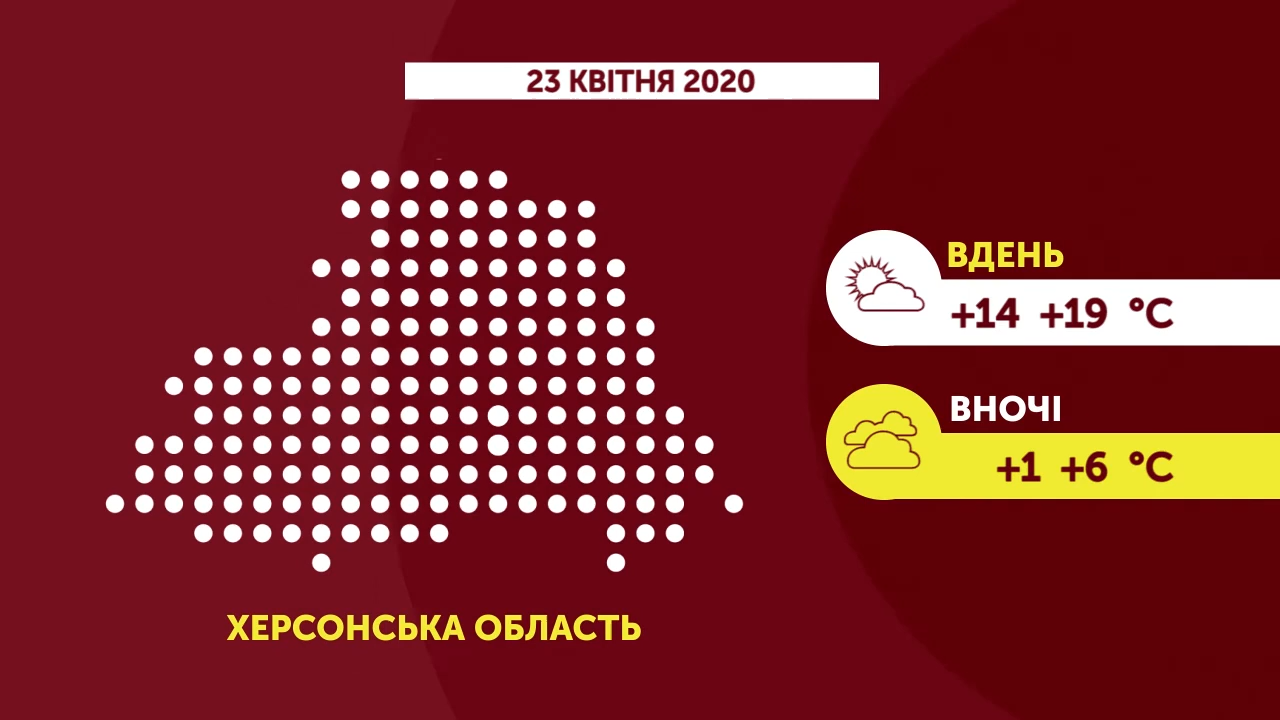 23 КВІТНЯ 2020
ВДЕНЬ
+14 +19 °C
ВНОЧІ
+1 +6 °C
ХЕРСОНСЬКА ОБЛАСТЬ